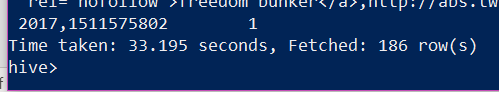 rel="nofollow">freedom bunker</a>,http://abs.tw
2017,1511575802 1
Time taken: 33.195 seconds, Fetched: 186 row(s)
hive>